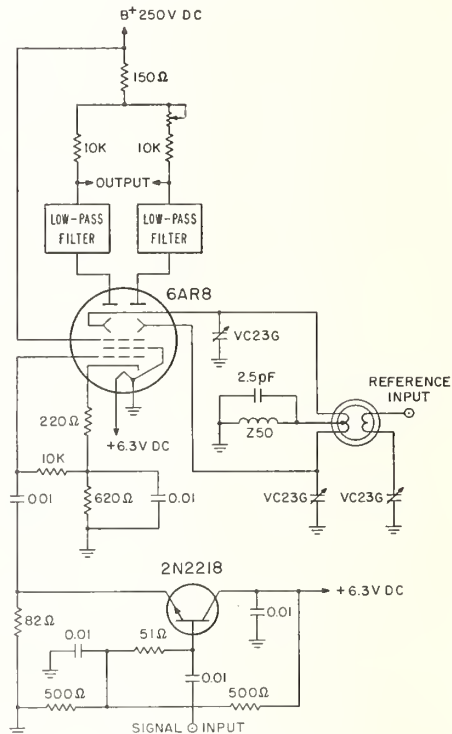 B+ 250V DC
150Ω
10K
10K
OUTPUT
LOW-PASS
FILTER
LOW-PASS
FILTER
6AR8
VC23G
2.5pF
REFERENCE
INPUT
Z50
220Ω
+6.3V DC
10K
0.01
620Ω
0.01
VC23G
VC23G
2N2218
+6.3V DC
82Ω
0.01
51Ω
0.01
0.01
500Ω
500Ω
SIGNAL INPUT